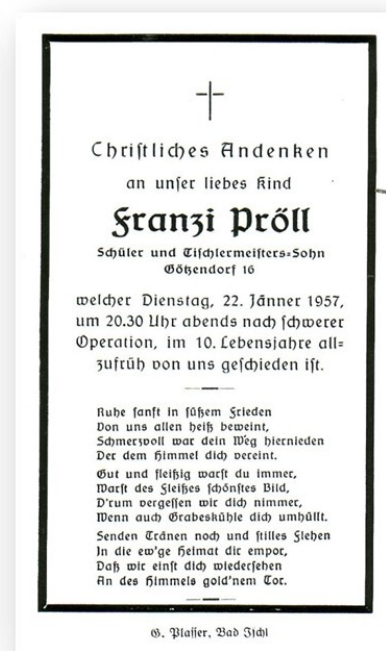 Christliches Andenken
an unser liebes Kind
Franzi Pröll
Schüler und Tischlermeisters-Sohn
Götzendorf 16
welcher Dienstag, 22. Jänner 1957,
um 20.30 Uhr abends nach schwerer
Operation, im 10. Lebensjahre all-
zufrüh von uns geschieden ist.
Ruhe sanft in süßem Frieden
Von uns allen heiß beweint,
Schmerzvoll war dein Weg hiernieden
Der dem Himmel dich vereint.
Gut und fleißig warst du immer,
Warst des Fleißes schönstes Bild,
D'rum vergessen wir dich nimmer,
Wenn auch Grabeskühle dich umhüllt.
Senden Tränen noch und stilles Flehen
In die ew'ge Heimat dir empor,
Daß wir einst dich wiedersehen
An des Himmels gold'nem Tor.
G. Plasser, Bad Ischl